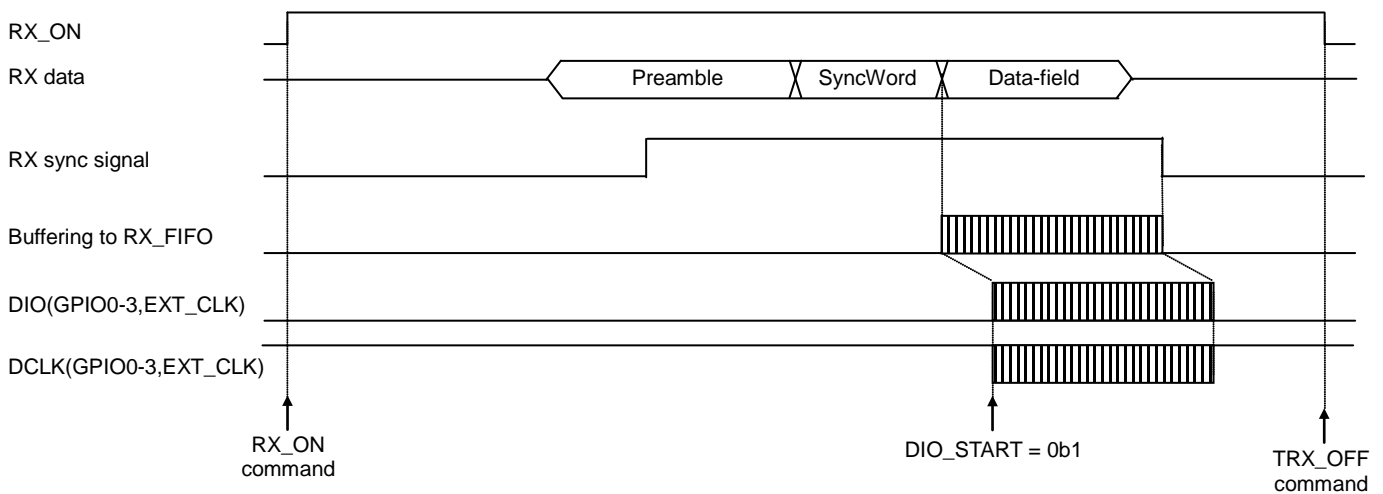 RX_ON
RX data
Preamble
SyncWord
Data-field
RX sync signal
Buffering to RX_FIFO
DIO(GPIO0-3,EXT_CLK)
DCLK(GPIO0-3,EXT_CLK)
RX_ON
command
DIO_START = 0b1
TRX_OFF
command